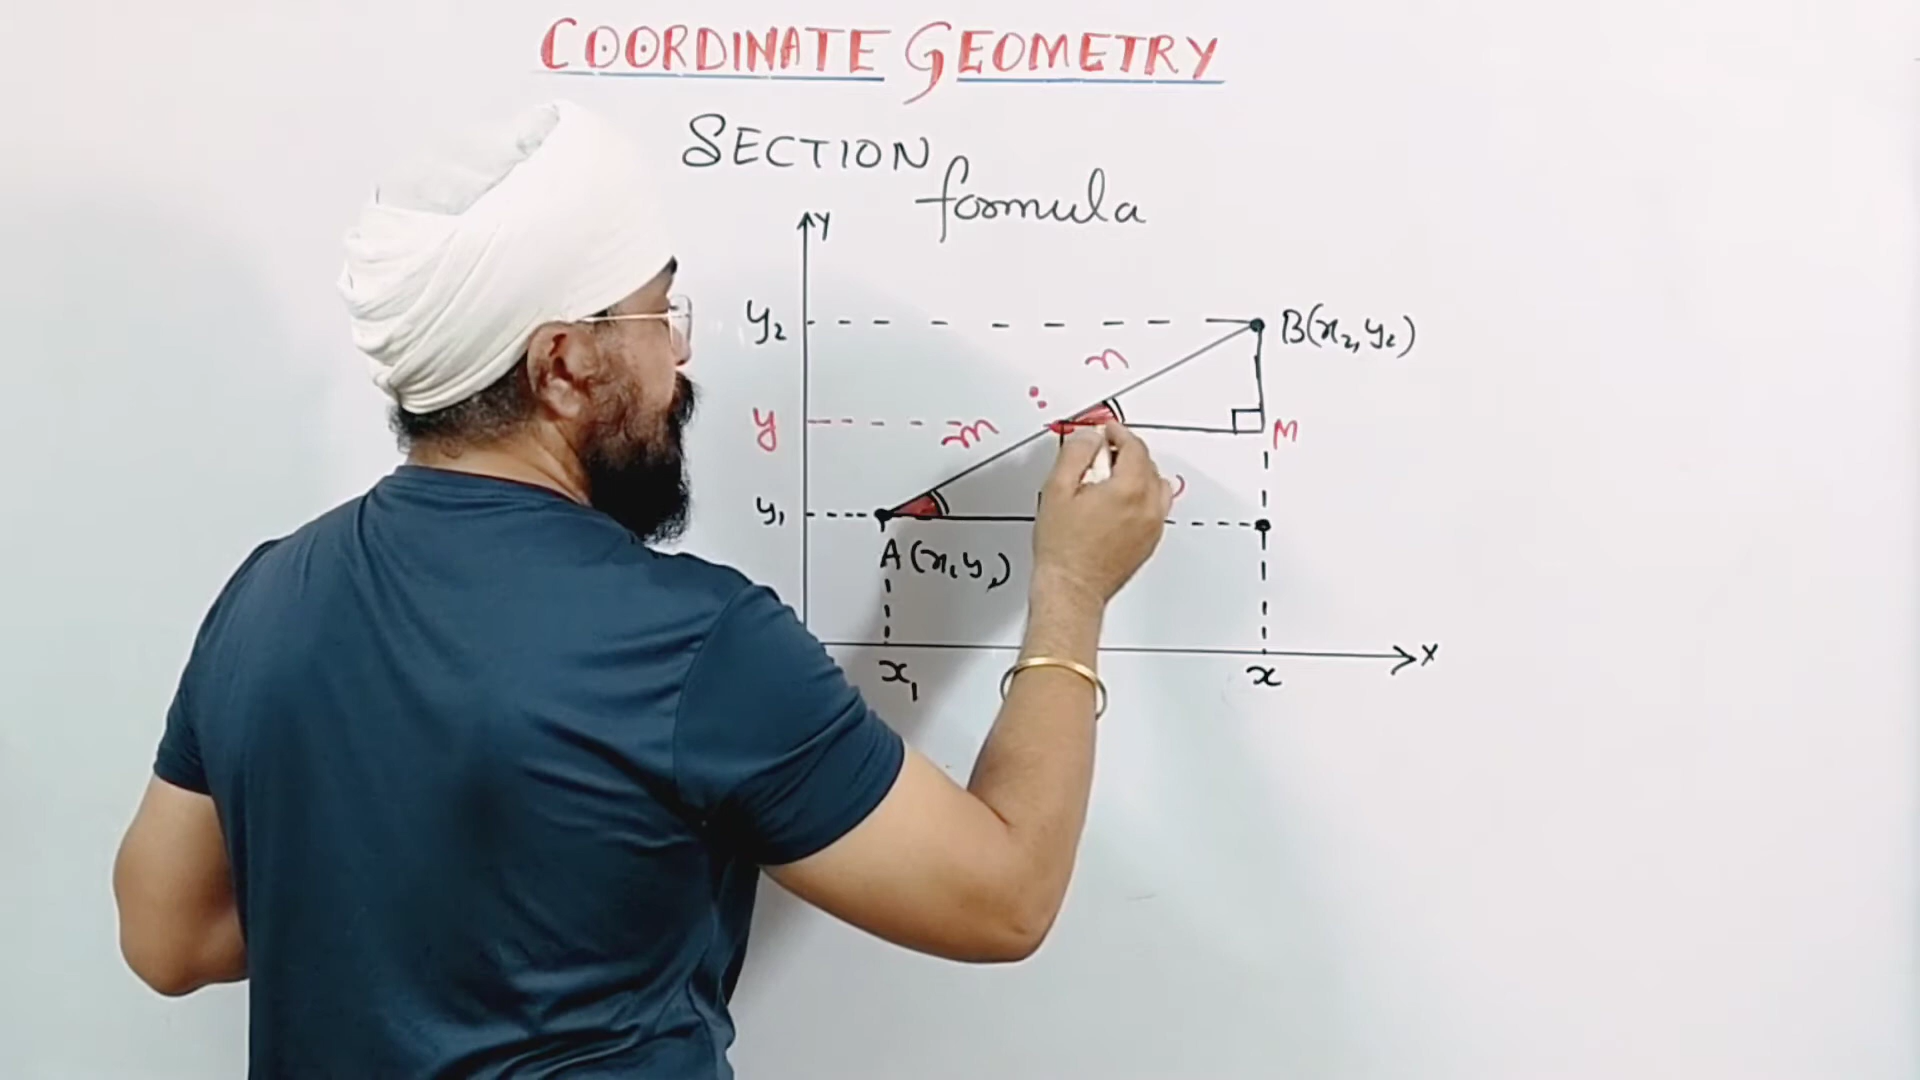 COORDINATE GEOMETRY
SECTION
formula
Y
y₂
B(x₂, y₂)
n
:
y
m
M
y₁
A(x₁, y₁)
x₁
x
X